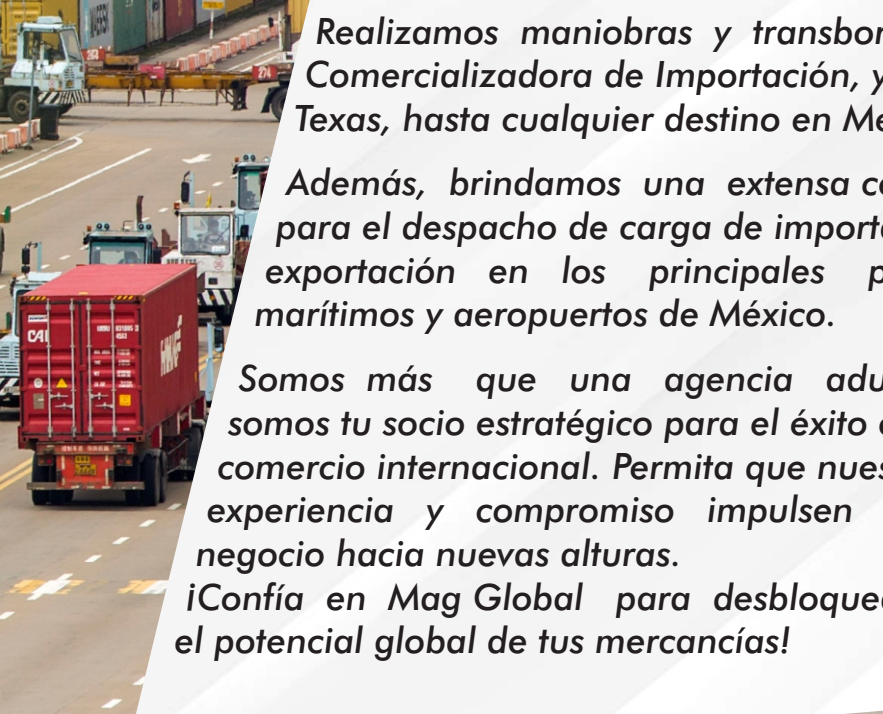 Realizamos maniobras y transbor
Comercializadora de Importación, y
Texas, hasta cualquier destino en Mé
Además, brindamos una extensa c
para el despacho de carga de import
exportación en los principales p
marítimos y aeropuertos de México.
Somos más que una agencia adu
somos tu socio estratégico para el éxito
comercio internacional. Permita que nues
experiencia y compromiso impulsen
negocio hacia nuevas alturas.
¡Confía en Mag Global para desbloque
el potencial global de tus mercancías!